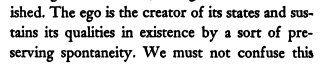 ished. The ego is the creator of its states and sus-
tains its qualities in existence by a sort of pre-
serving spontaneity. We must not confuse this